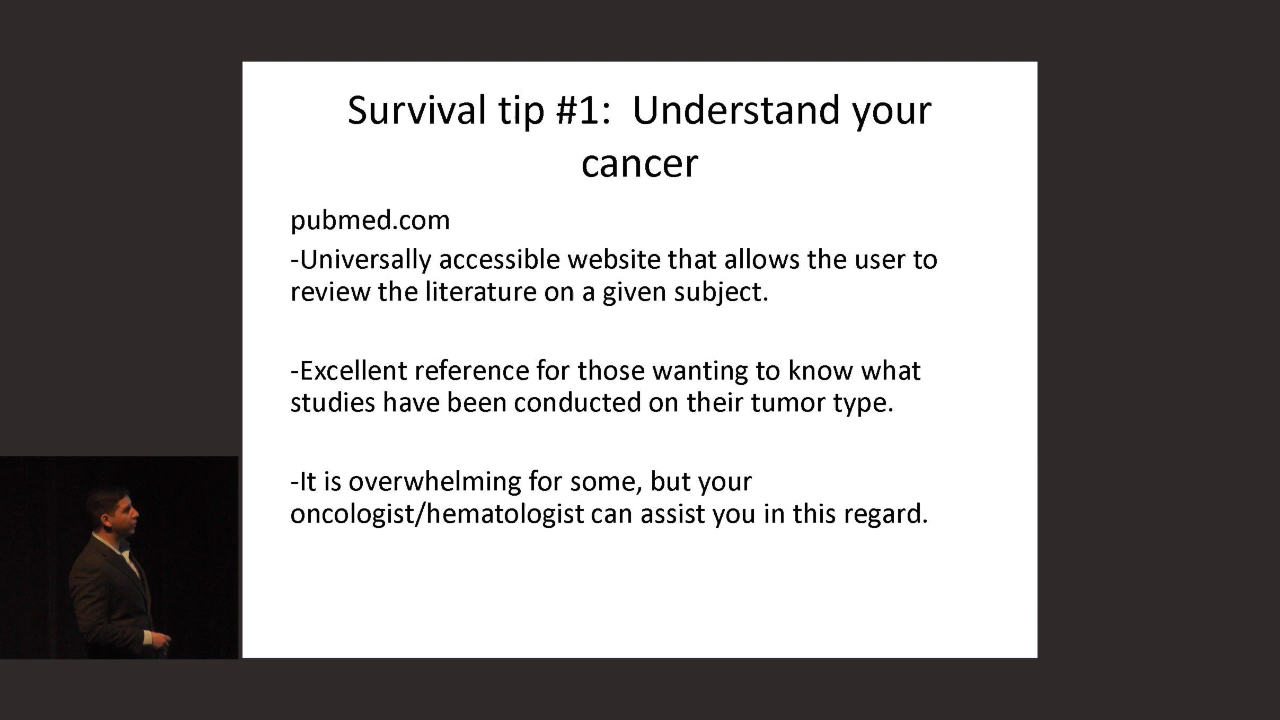 Survival tip #1:  Understand your
cancer
pubmed.com
-Universally accessible website that allows the user to
review the literature on a given subject.
-Excellent reference for those wanting to know what
studies have been conducted on their tumor type.
-It is overwhelming for some, but your
oncologist/hematologist can assist you in this regard.